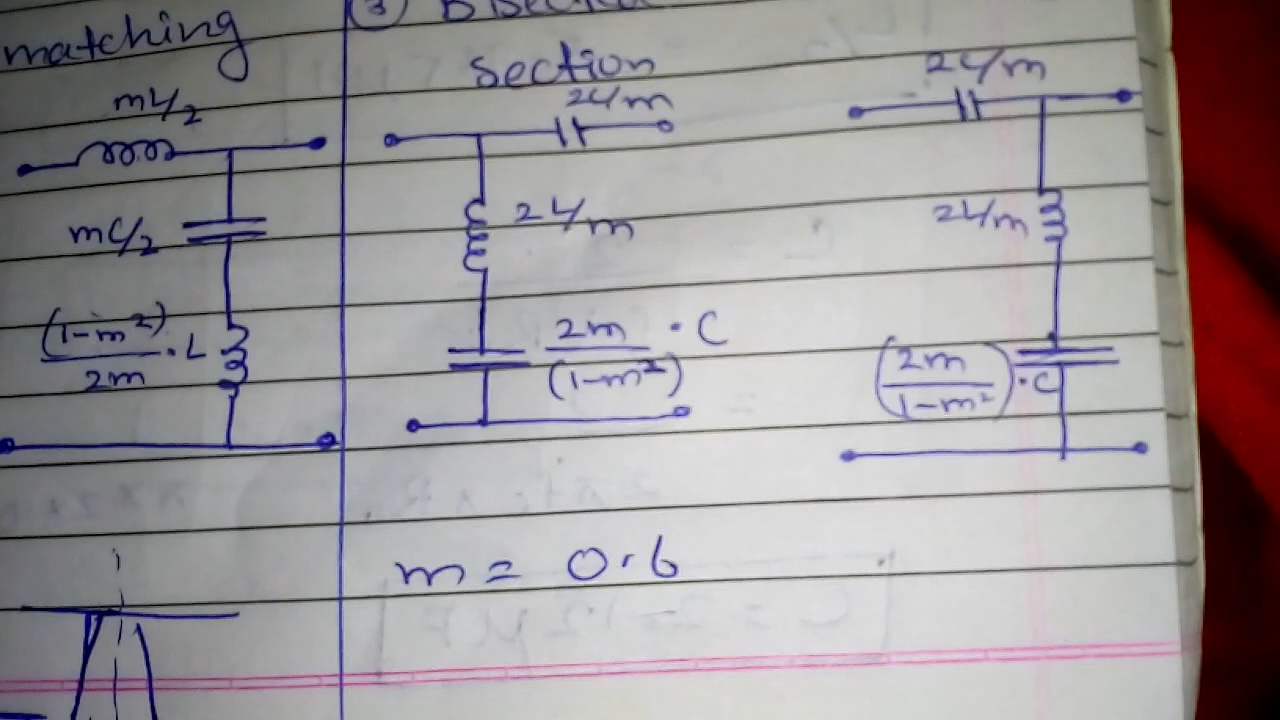 matching
(3)
section
mL/2
mC/2
(1-m²)/2m · L
2L/m
2L/m
2m/(1-m²) · C
2L/m
2L/m
(2m/1-m²) · C
m = 0.6